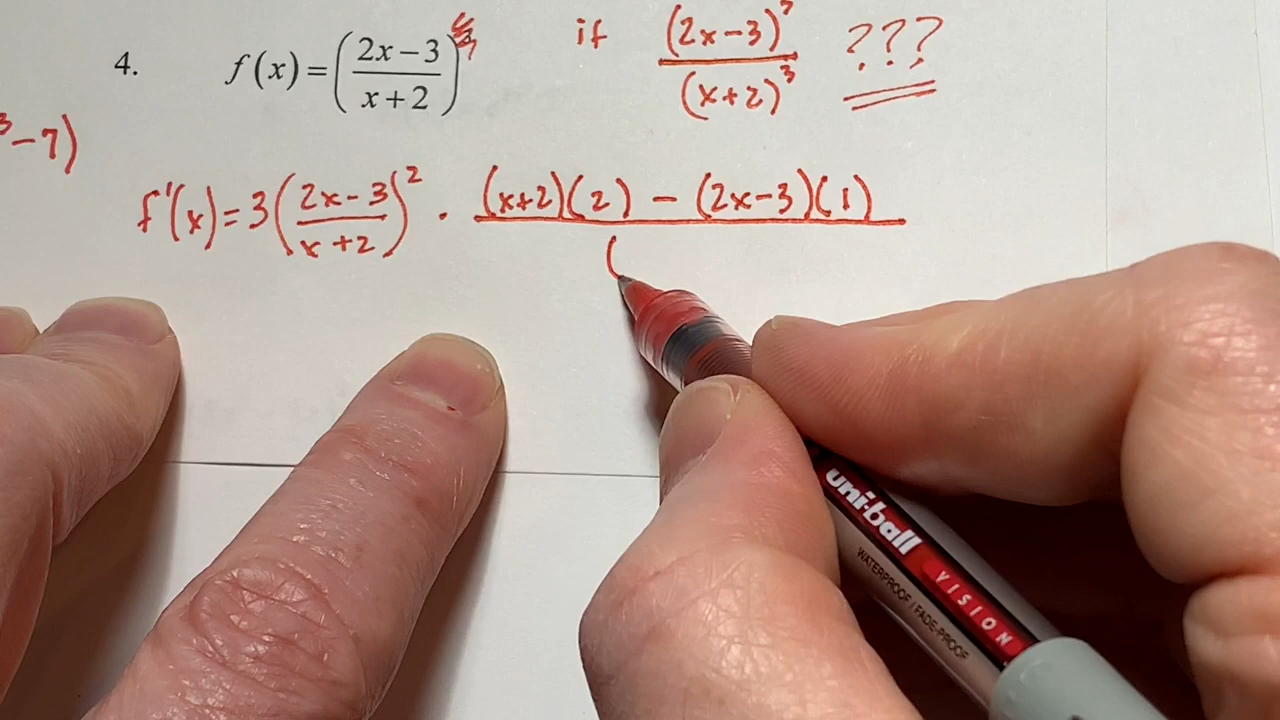 4. f(x) = ((2x-3)/(x+2))³ if (2x-3)³/(x+2)³ ???
³-7)
f'(x) = 3((2x-3)/(x+2))² · ((x+2)(2) - (2x-3)(1))/(
uni-ball VISION
WATERPROOF / FADE-PROOF